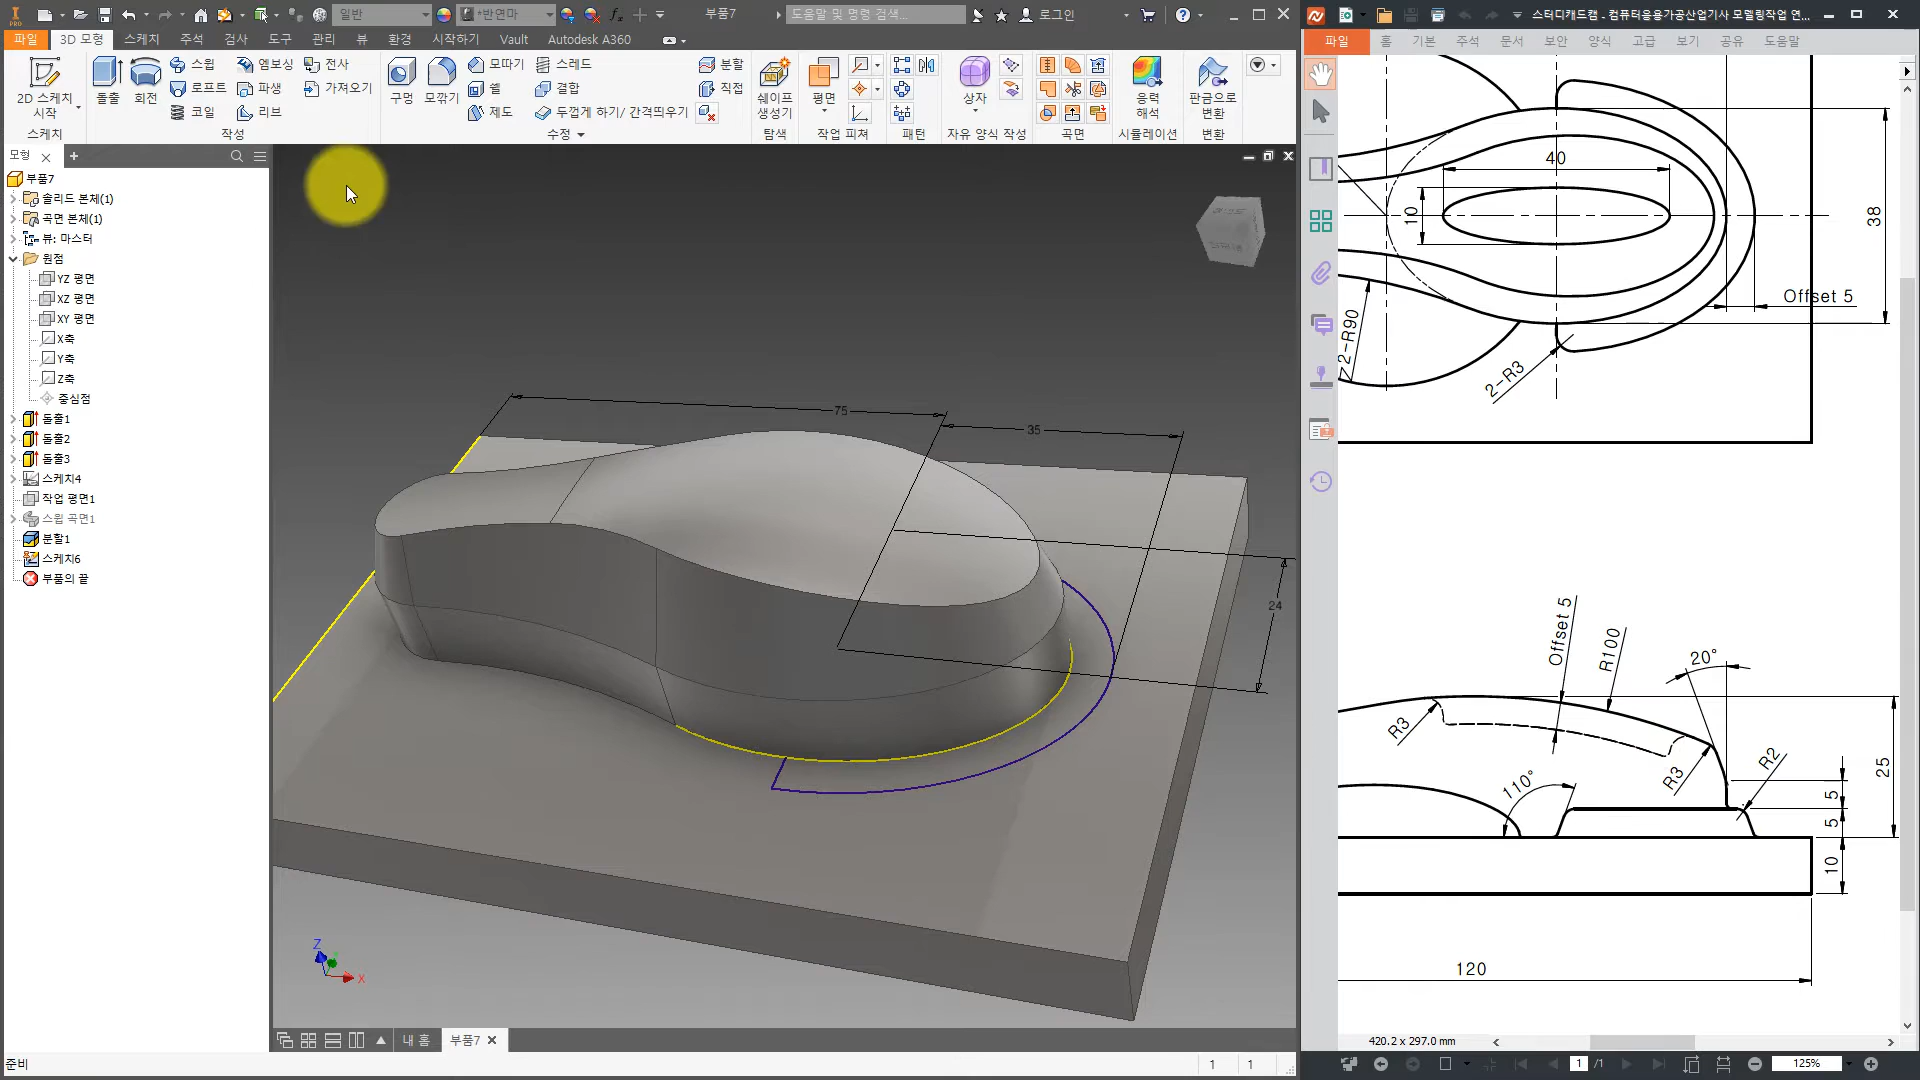 일반
*반연마
부품7
도움말 및 명령 검색...
로그인
파일
3D 모형
스케치
주석
검사
도구
관리
뷰
환경
시작하기
Vault
Autodesk A360
2D 스케치
시작
돌출
회전
스윕
로프트
코일
엠보싱
파생
리브
전사
가져오기
구멍
모깎기
모따기
쉘
제도
스레드
결합
두껍게 하기/ 간격띄우기
분할
직접
쉐이프
생성기
평면
상자
응력
해석
판금으로
변환
스케치
작성
수정
탐색
작업 피쳐
패턴
자유 양식 작성
곡면
시뮬레이션
변환
모형
부품7
솔리드 본체(1)
곡면 본체(1)
뷰: 마스터
원점
YZ 평면
XZ 평면
XY 평면
X축
Y축
Z축
중심점
돌출1
돌출2
돌출3
스케치4
작업 평면1
스윕 곡면1
분할1
스케치6
부품의 끝
75
35
24
Z
X
내 홈
부품7
준비
1
1
스터디캐드캠 - 컴퓨터응용가공산업기사 모델링작업 연...
파일
홈
기본
주석
문서
보안
양식
고급
보기
공유
도움말
40
10
38
Offset 5
2-R90
2-R3
Offset 5
R100
20°
R3
R3
R2
110°
25
5
5
10
120
420.2 x 297.0 mm
1
/1
125%